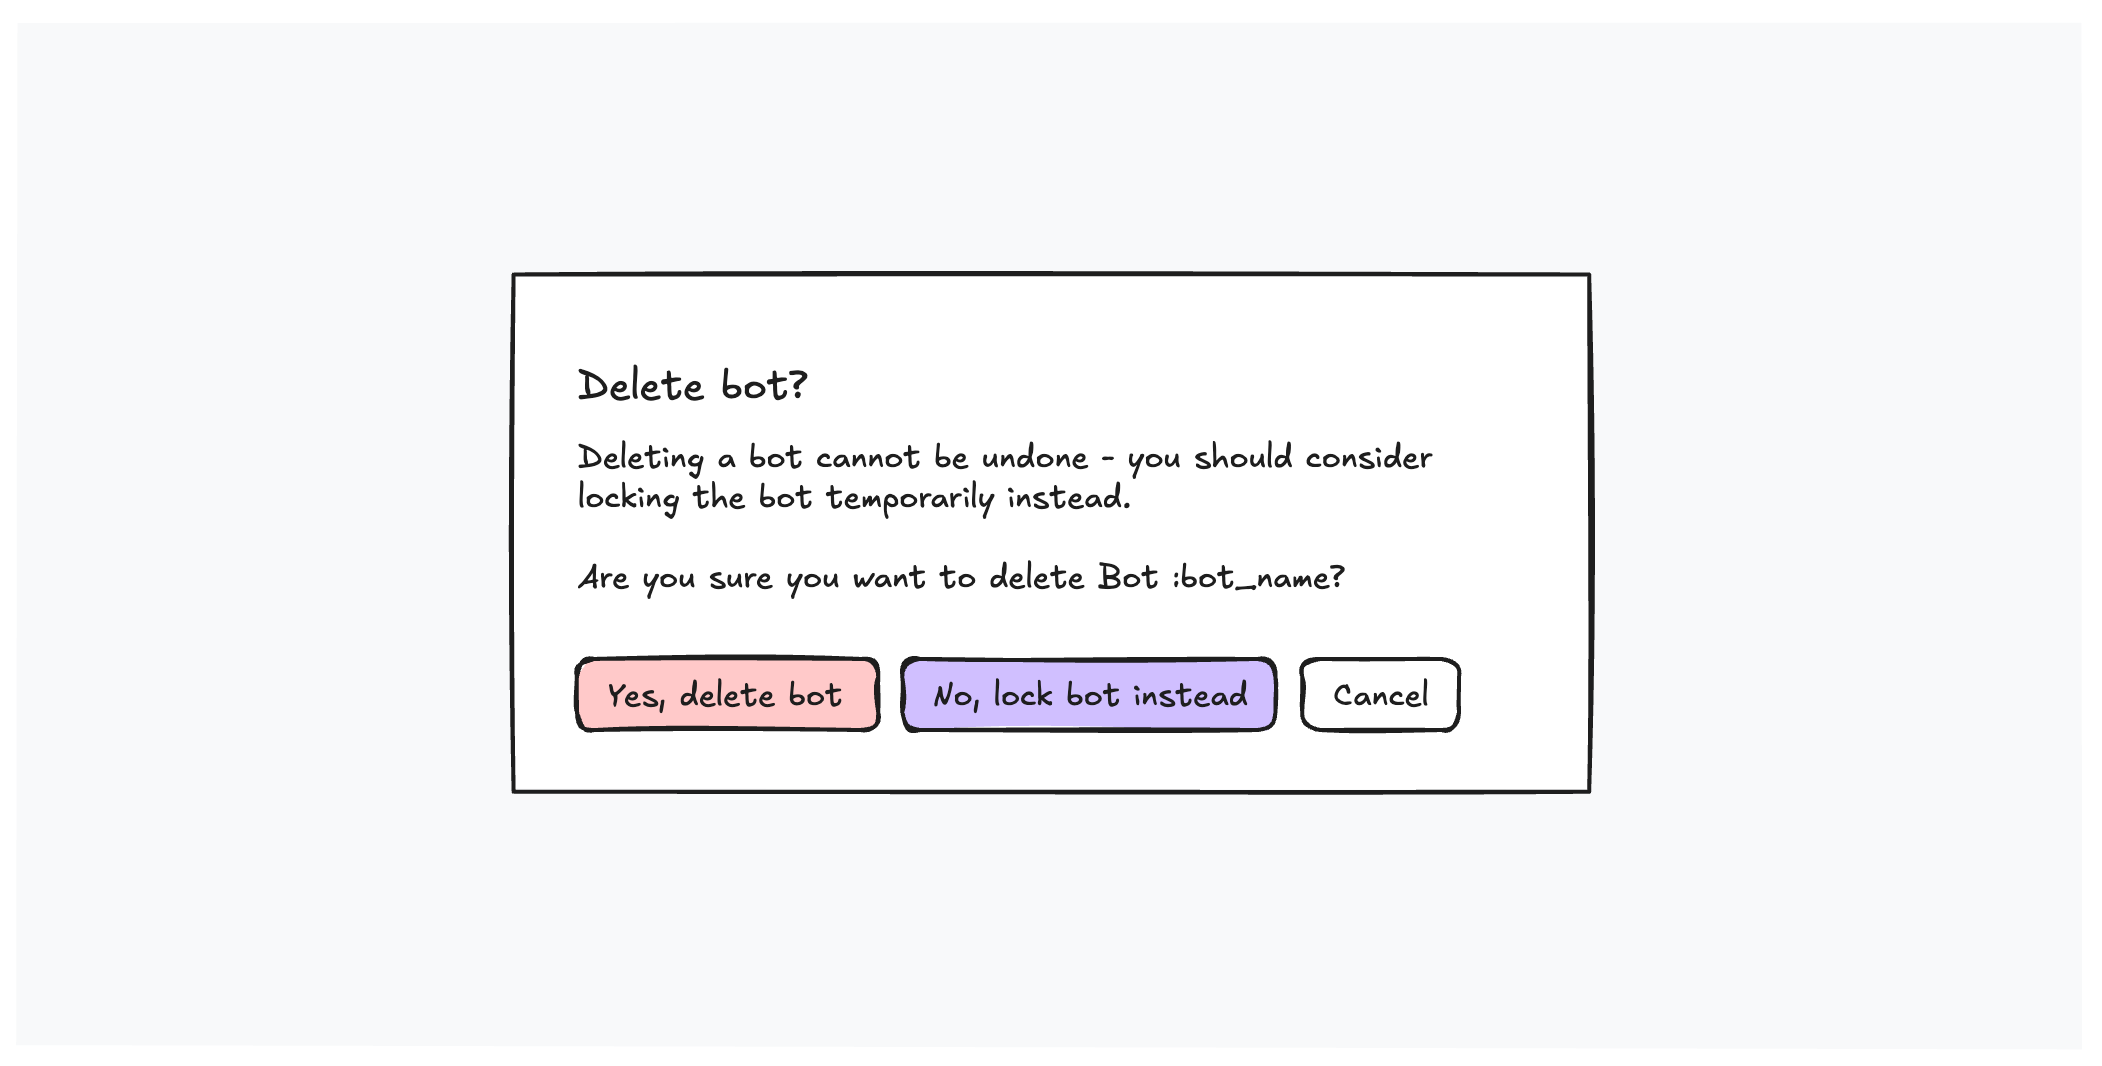 Delete bot?
Deleting a bot cannot be undone - you should consider
locking the bot temporarily instead.
Are you sure you want to delete Bot :bot_name?
Yes, delete bot
No, lock bot instead
Cancel